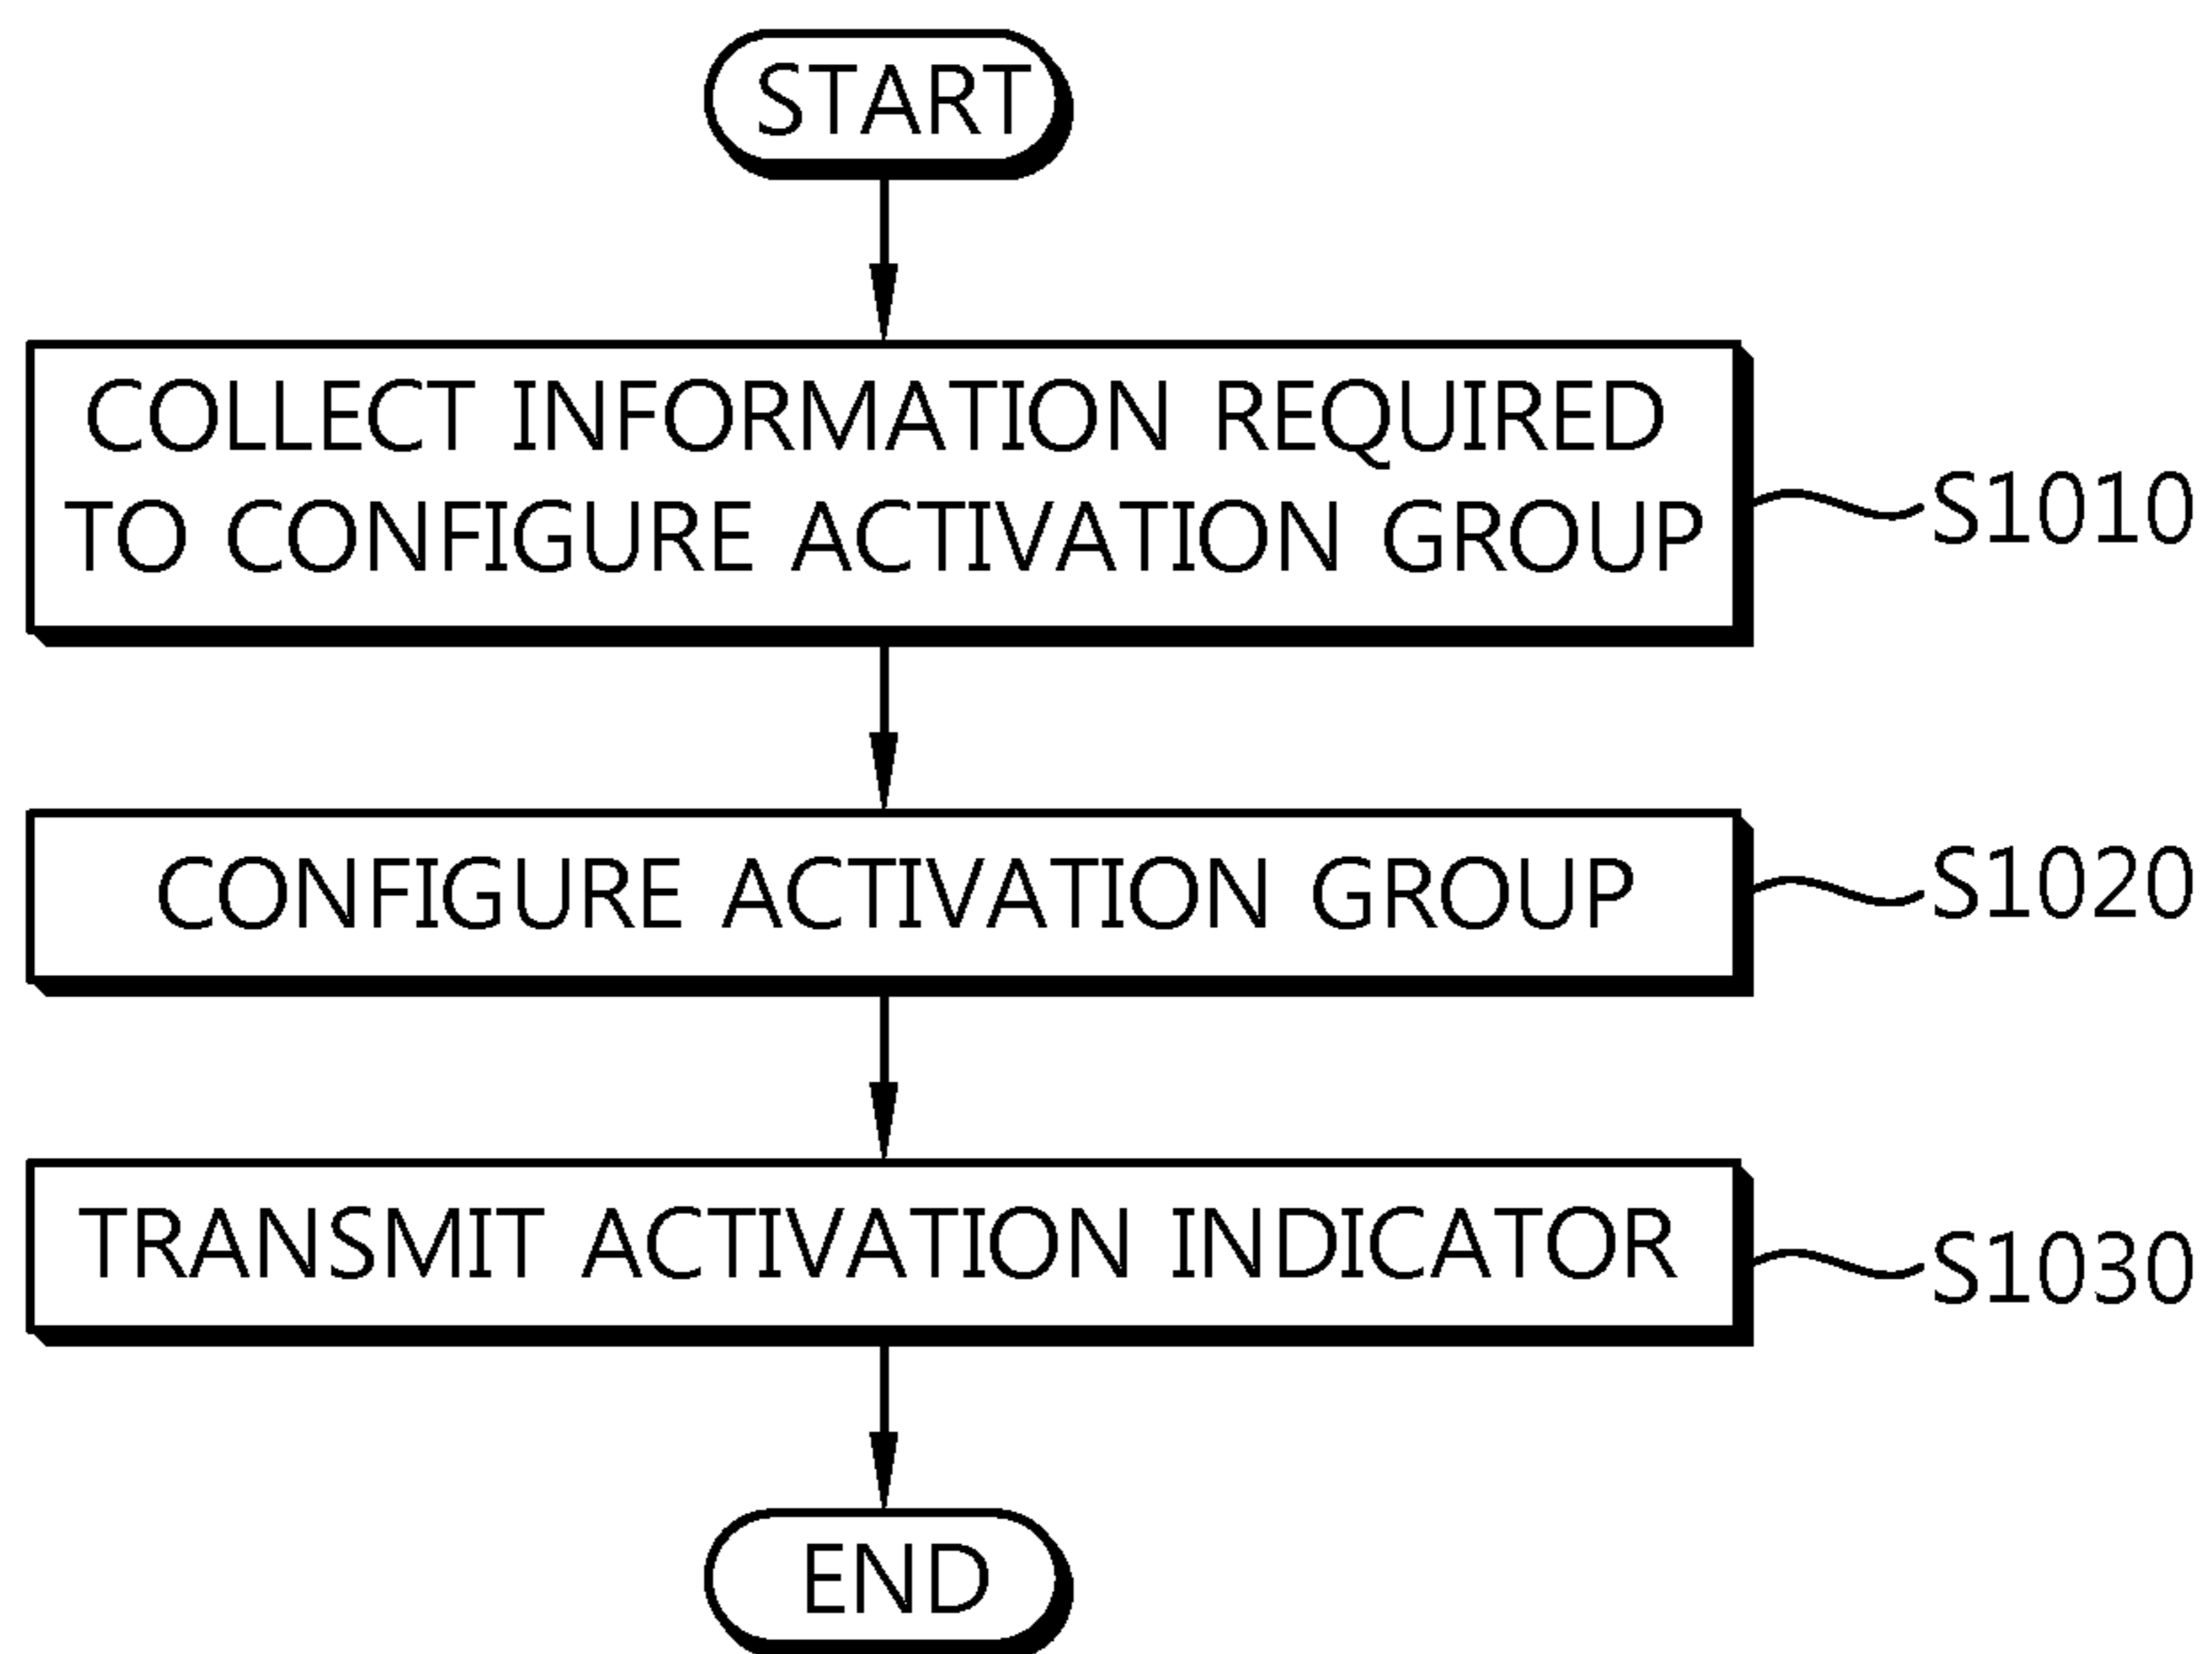 START
COLLECT INFORMATION REQUIRED
TO CONFIGURE ACTIVATION GROUP
S1010
CONFIGURE ACTIVATION GROUP
S1020
TRANSMIT ACTIVATION INDICATOR
S1030
END